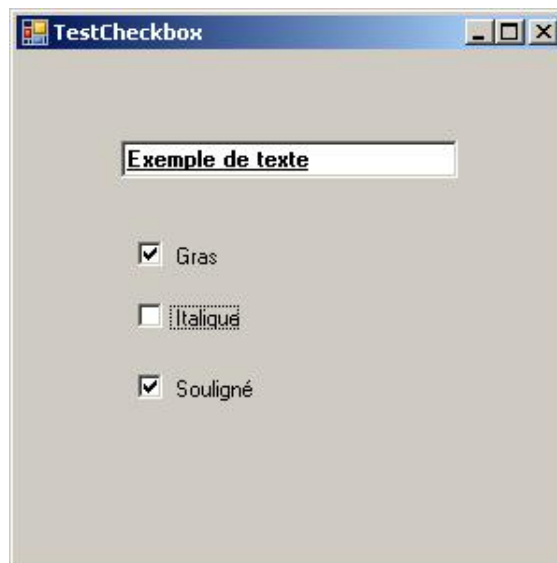 TestCheckbox
Exemple de texte
Gras
Italique
Souligné